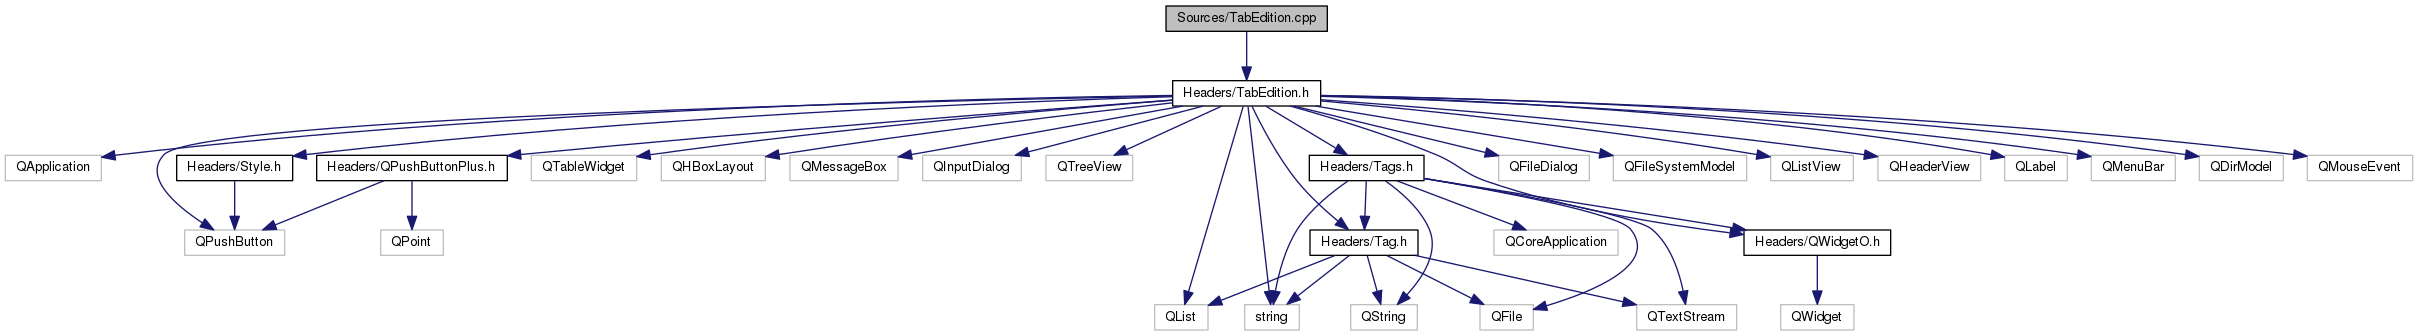 Sources/TabEdition.cpp
Headers/TabEdition.h
QApplication
Headers/Style.h
Headers/QPushButtonPlus.h
QTableWidget
QHBoxLayout
QMessageBox
QInputDialog
QTreeView
Headers/Tags.h
QFileDialog
QFileSystemModel
QListView
QHeaderView
QLabel
QMenuBar
QDirModel
QMouseEvent
QPushButton
QPoint
Headers/Tag.h
QCoreApplication
Headers/QWidgetO.h
QList
string
QString
QFile
QTextStream
QWidget